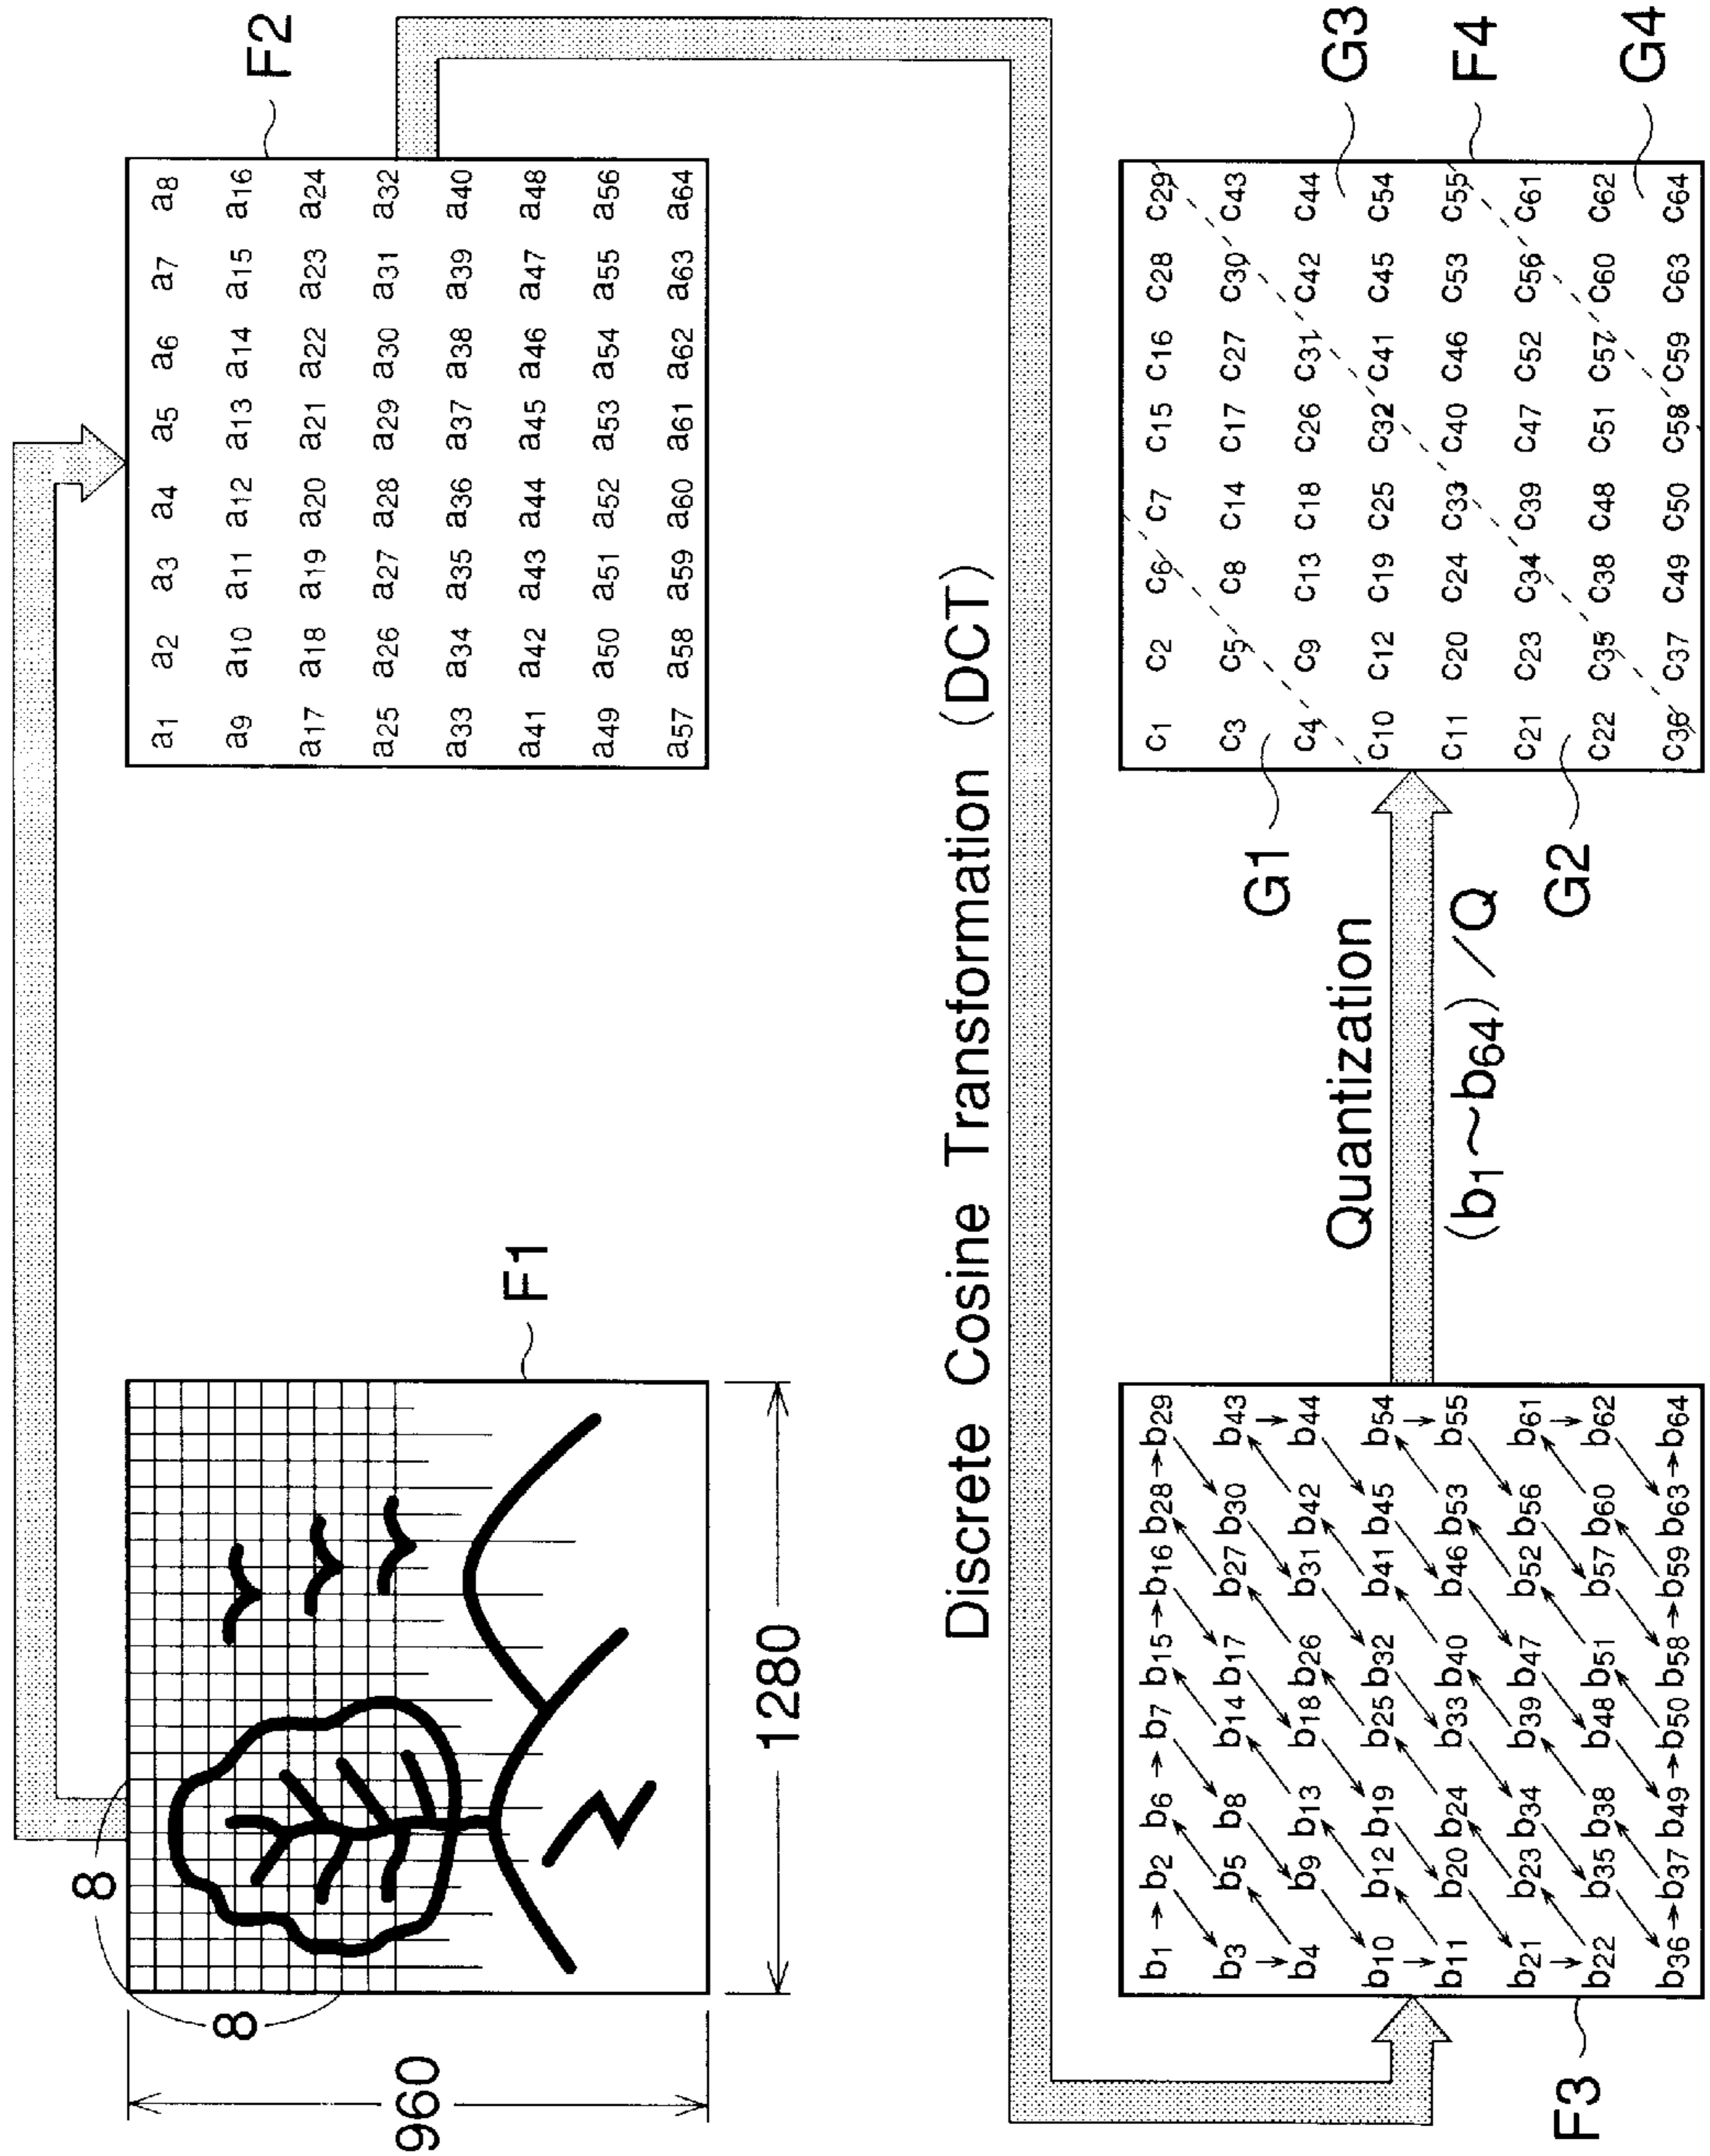 8
8
960
1280
F1
a1 a2 a3 a4 a5 a6 a7 a8
a9 a10 a11 a12 a13 a14 a15 a16
a17 a18 a19 a20 a21 a22 a23 a24
a25 a26 a27 a28 a29 a30 a31 a32
a33 a34 a35 a36 a37 a38 a39 a40
a41 a42 a43 a44 a45 a46 a47 a48
a49 a50 a51 a52 a53 a54 a55 a56
a57 a58 a59 a60 a61 a62 a63 a64
F2
Discrete Cosine Transformation (DCT)
b1 → b2 b6 → b7 b15 → b16 b28 → b29
b3 b5 b8 b14 b17 b27 b30 b43
b4 b9 b13 b18 b26 b31 b42 b44
b10 b12 b19 b25 b32 b41 b45 b54
b11 b20 b24 b33 b40 b46 b53 b55
b21 b23 b34 b39 b47 b52 b56 b61
b22 b35 b38 b48 b51 b57 b60 b62
b36 → b37 b49 → b50 b58 → b59 b63 → b64
F3
Quantization
(b1~b64) /Q
G1
G2
c1 c2 c6 c7 c15 c16 c28 c29
c3 c5 c8 c14 c17 c27 c30 c43
c4 c9 c13 c18 c26 c31 c42 c44
c10 c12 c19 c25 c32 c41 c45 c54
c11 c20 c24 c33 c40 c46 c53 c55
c21 c23 c34 c39 c47 c52 c56 c61
c22 c35 c38 c48 c51 c57 c60 c62
c36 c37 c49 c50 c58 c59 c63 c64
G3
F4
G4